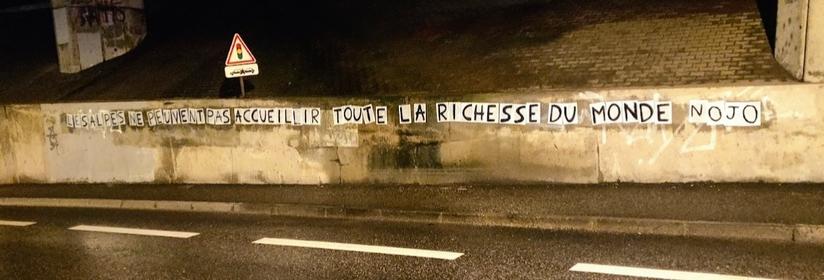 LES ALPES NE PEUVENT PAS ACCUEILLIR TOUTE LA RICHESSE DU MONDE NOJO